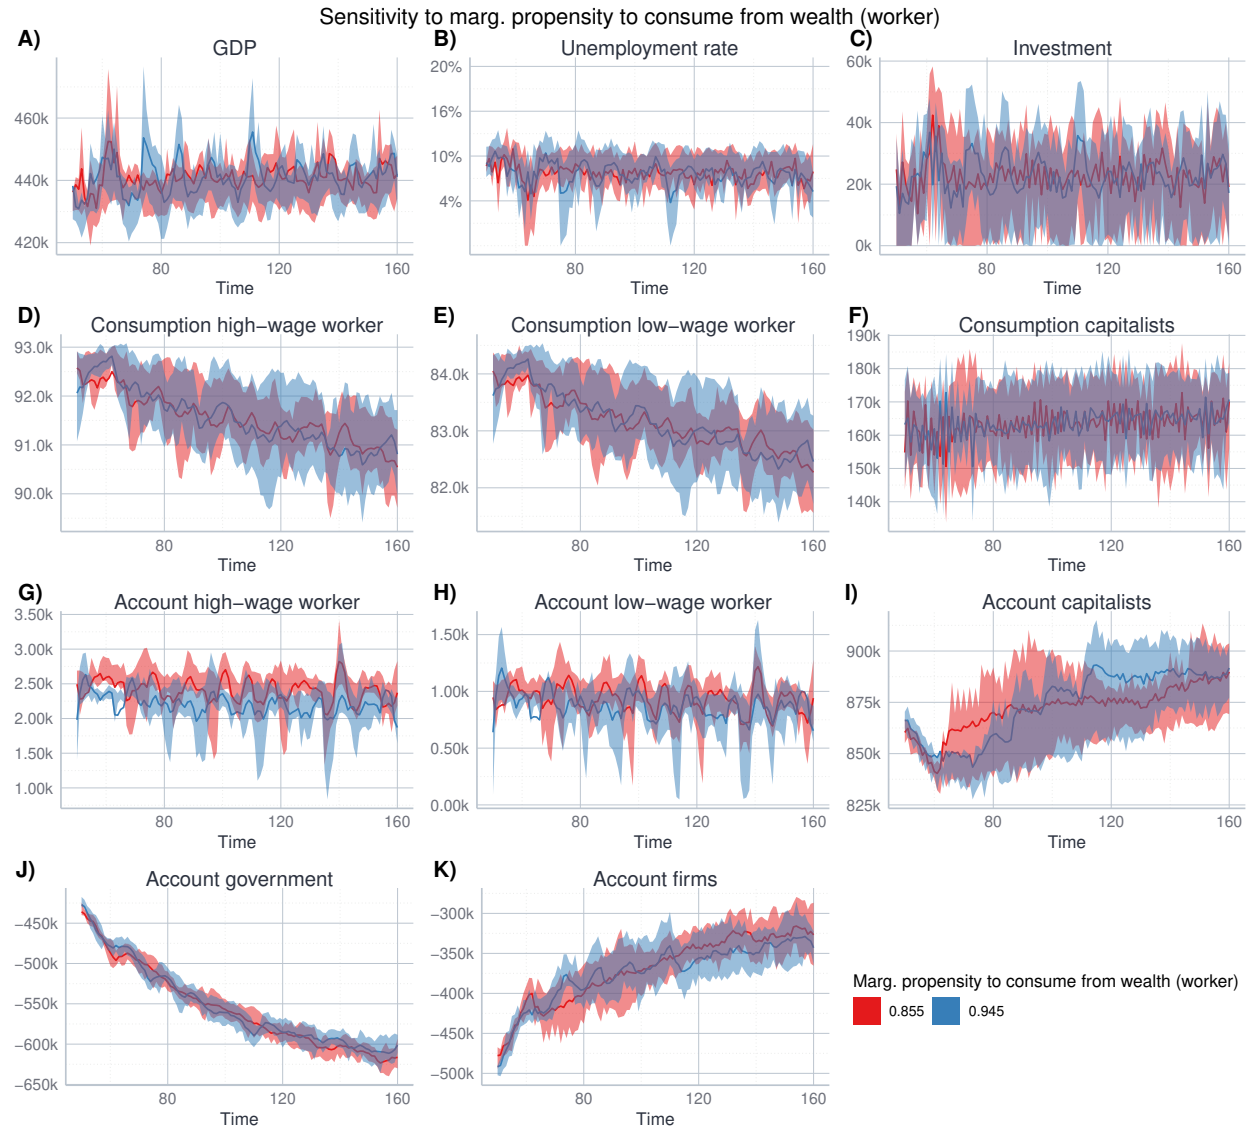 Sensitivity to marg. propensity to consume from wealth (worker)
A)
GDP
460k
440k
420k
80
120
160
Time
B)
Unemployment rate
20%
16%
10%
4%
80
120
160
Time
C)
Investment
60k
40k
20k
0k
80
120
160
Time
D)
Consumption high−wage worker
93.0k
92.0k
91.0k
90.0k
80
120
160
Time
E)
Consumption low−wage worker
84.0k
83.0k
82.0k
80
120
160
Time
F)
Consumption capitalists
190k
180k
170k
160k
150k
140k
80
120
160
Time
G)
Account high−wage worker
3.50k
3.00k
2.50k
2.00k
1.50k
1.00k
80
120
160
Time
H)
Account low−wage worker
1.50k
1.00k
0.50k
0.00k
80
120
160
Time
I)
Account capitalists
900k
875k
850k
825k
80
120
160
Time
J)
Account government
−450k
−500k
−550k
−600k
−650k
80
120
160
Time
K)
Account firms
−300k
−350k
−400k
−450k
−500k
80
120
160
Time
Marg. propensity to consume from wealth (worker)
0.855
0.945